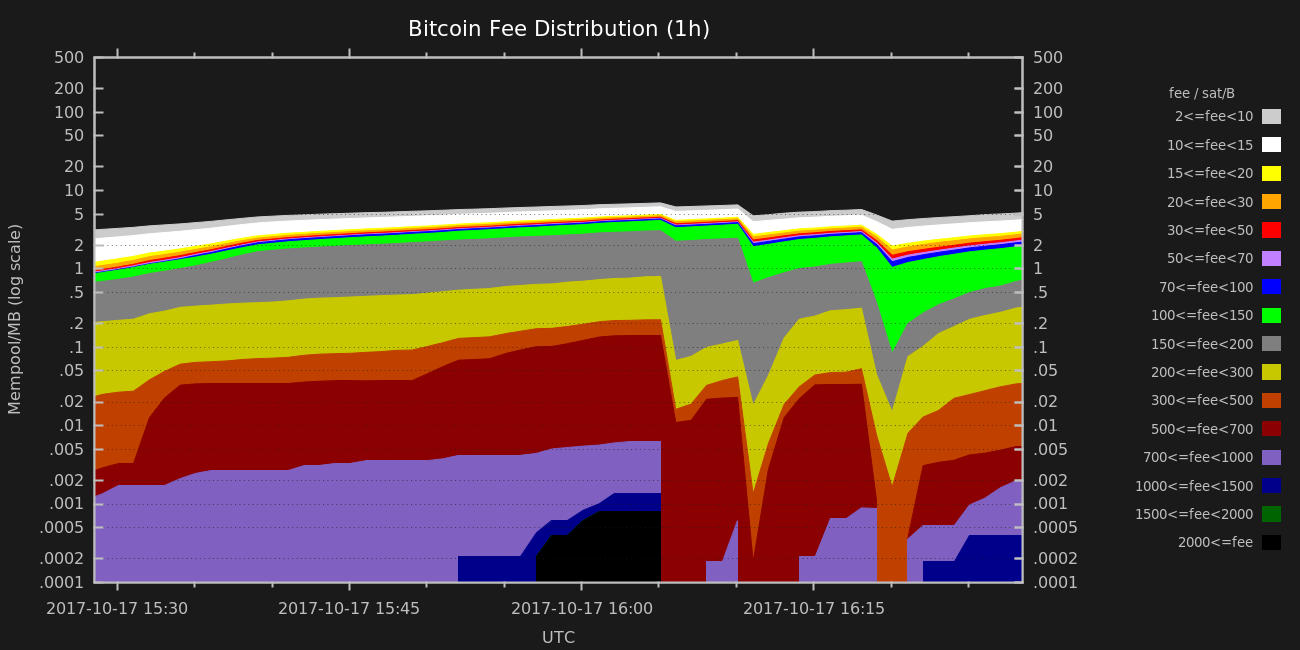 Bitcoin Fee Distribution (1h)
500
200
100
50
20
10
5
2
1
.5
.2
.1
.05
.02
.01
.005
.002
.001
.0005
.0002
.0001
Mempool/MB (log scale)
500
200
100
50
20
10
5
2
1
.5
.2
.1
.05
.02
.01
.005
.002
.001
.0005
.0002
.0001
fee / sat/B
2<=fee<10
10<=fee<15
15<=fee<20
20<=fee<30
30<=fee<50
50<=fee<70
70<=fee<100
100<=fee<150
150<=fee<200
200<=fee<300
300<=fee<500
500<=fee<700
700<=fee<1000
1000<=fee<1500
1500<=fee<2000
2000<=fee
2017-10-17 15:30 2017-10-17 15:45 2017-10-17 16:00 2017-10-17 16:15
UTC